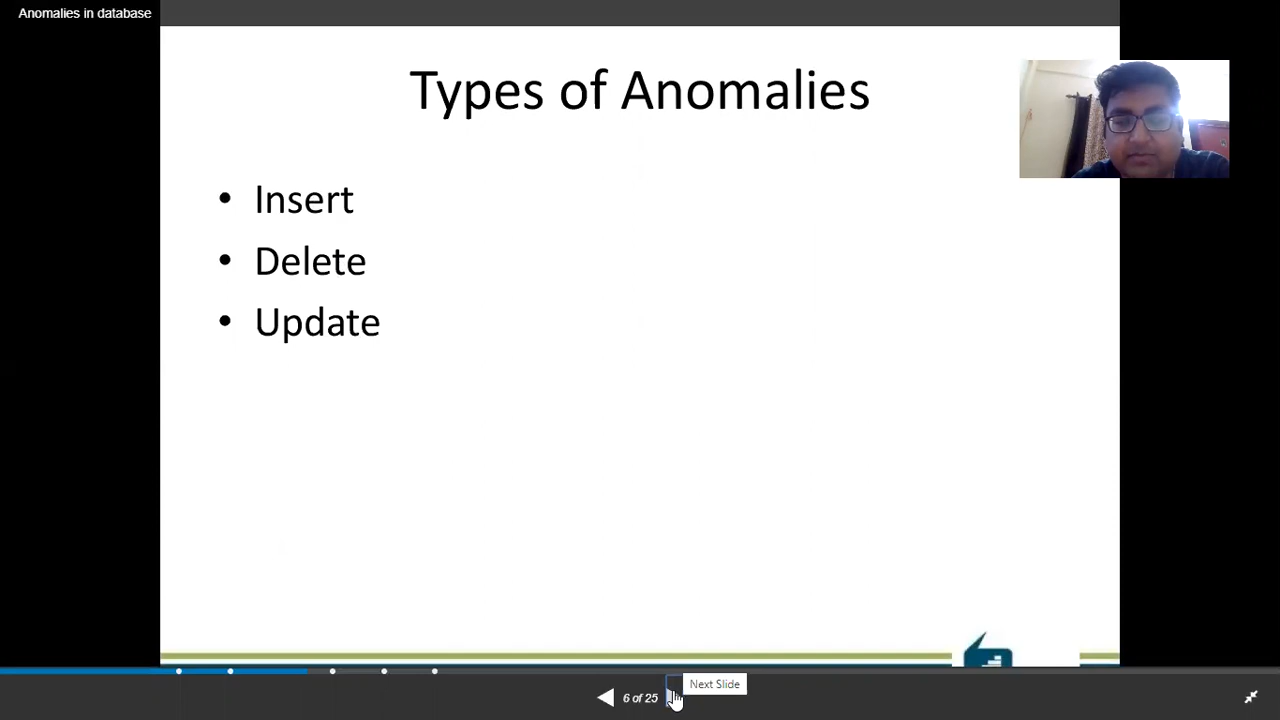 Anomalies in database
Types of Anomalies
• Insert
• Delete
• Update
Next Slide
6 of 25